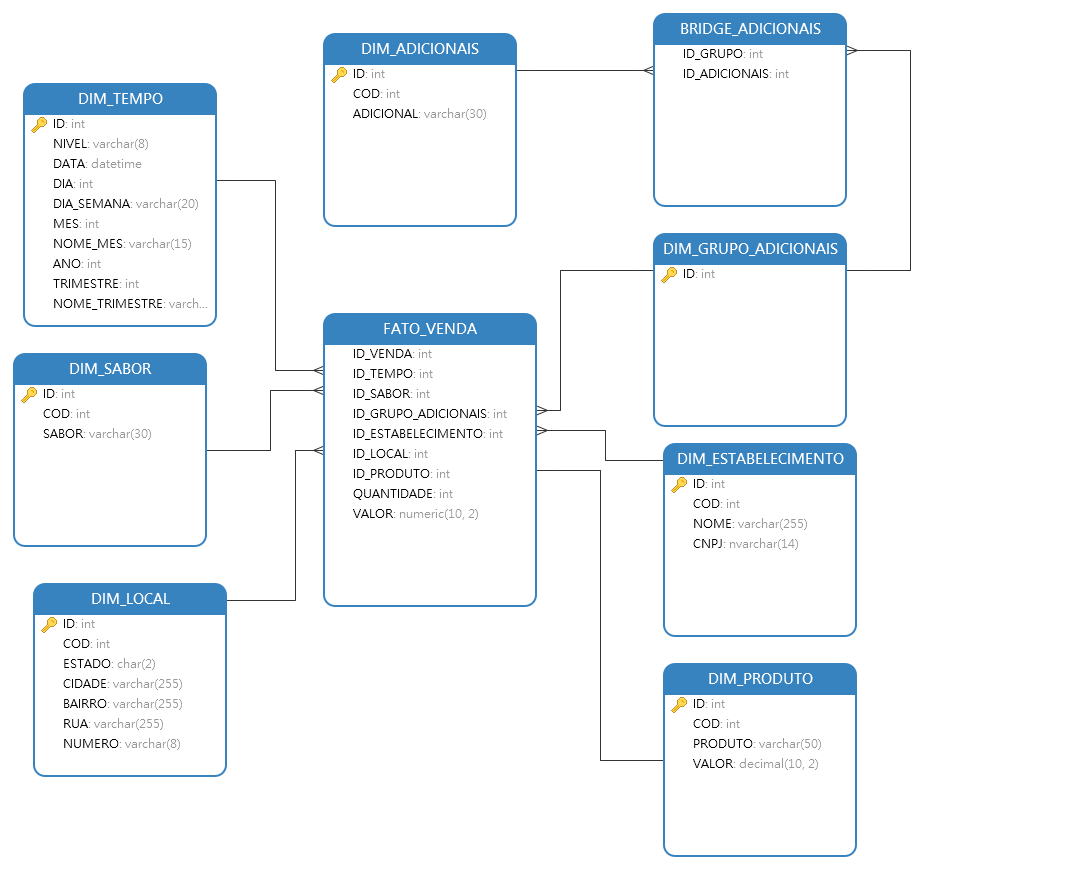 DIM_ADICIONAIS
ID: int
COD: int
ADICIONAL: varchar(30)
BRIDGE_ADICIONAIS
ID_GRUPO: int
ID_ADICIONAIS: int
DIM_TEMPO
ID: int
NIVEL: varchar(8)
DATA: datetime
DIA: int
DIA_SEMANA: varchar(20)
MES: int
NOME_MES: varchar(15)
ANO: int
TRIMESTRE: int
NOME_TRIMESTRE: varch...
DIM_GRUPO_ADICIONAIS
ID: int
FATO_VENDA
ID_VENDA: int
ID_TEMPO: int
ID_SABOR: int
ID_GRUPO_ADICIONAIS: int
ID_ESTABELECIMENTO: int
ID_LOCAL: int
ID_PRODUTO: int
QUANTIDADE: int
VALOR: numeric(10, 2)
DIM_SABOR
ID: int
COD: int
SABOR: varchar(30)
DIM_ESTABELECIMENTO
ID: int
COD: int
NOME: varchar(255)
CNPJ: nvarchar(14)
DIM_LOCAL
ID: int
COD: int
ESTADO: char(2)
CIDADE: varchar(255)
BAIRRO: varchar(255)
RUA: varchar(255)
NUMERO: varchar(8)
DIM_PRODUTO
ID: int
COD: int
PRODUTO: varchar(50)
VALOR: decimal(10, 2)